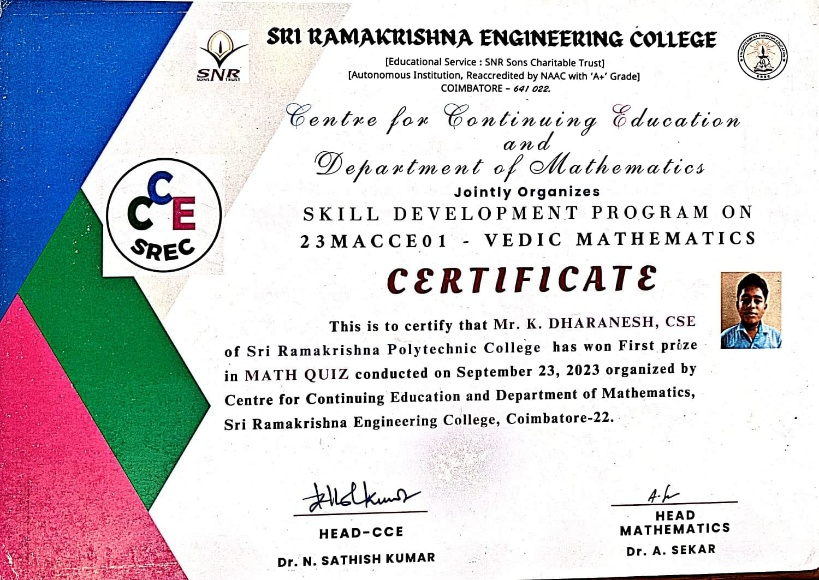 SRI RAMAKRISHNA ENGINEERING COLLEGE
[Educational Service : SNR Sons Charitable Trust]
[Autonomous Institution, Reaccredited by NAAC with 'A+' Grade]
COIMBATORE – 641 022.
SNR
SONS TRUST
Centre for Continuing Education
and
Department of Mathematics
Jointly Organizes
SKILL DEVELOPMENT PROGRAM ON
23MACCE01 - VEDIC MATHEMATICS
CCE
SREC
CERTIFICATE
This is to certify that Mr. K. DHARANESH, CSE
of Sri Ramakrishna Polytechnic College has won First prize
in MATH QUIZ conducted on September 23, 2023 organized by
Centre for Continuing Education and Department of Mathematics,
Sri Ramakrishna Engineering College, Coimbatore-22.
HEAD-CCE
Dr. N. SATHISH KUMAR
HEAD
MATHEMATICS
Dr. A. SEKAR